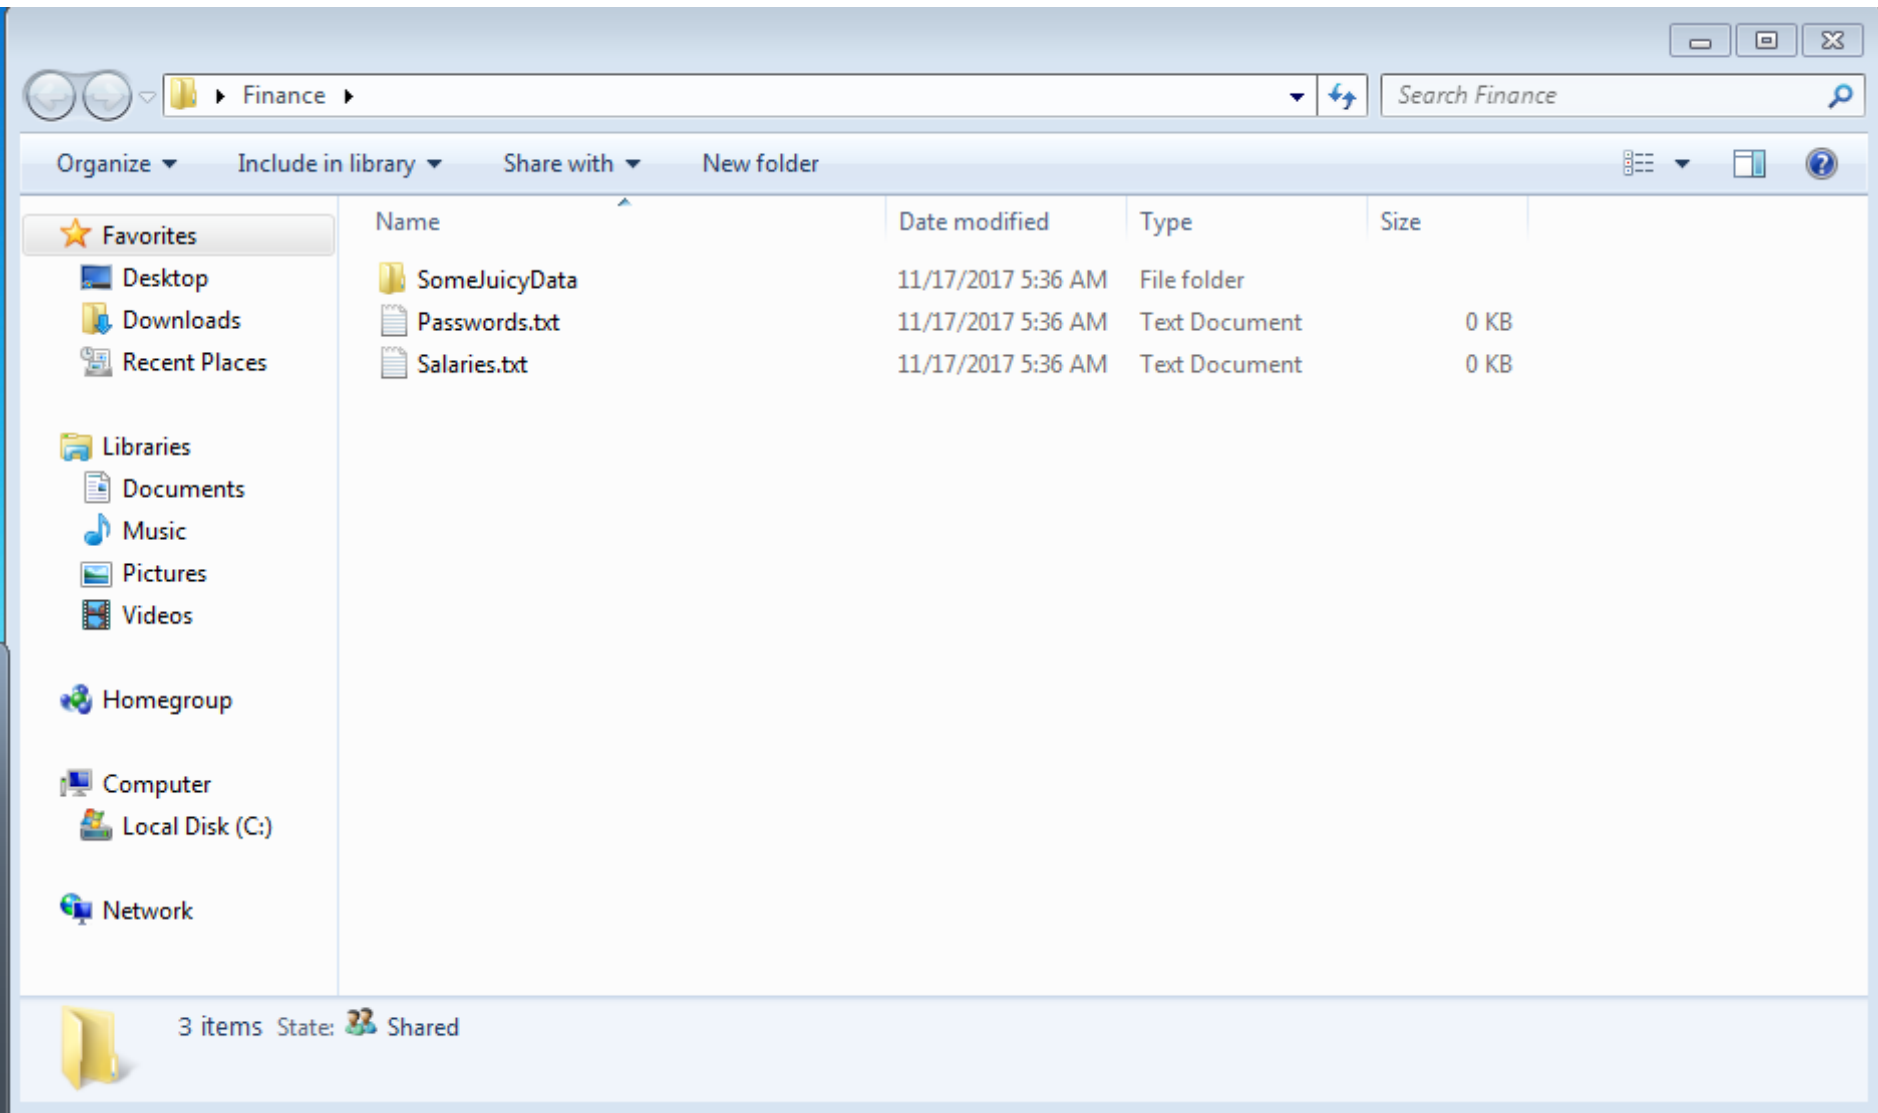 Finance
Search Finance
Organize Include in library Share with New folder
Name Date modified Type Size
Favorites
Desktop
Downloads
Recent Places
Libraries
Documents
Music
Pictures
Videos
Homegroup
Computer
Local Disk (C:)
Network
SomeJuicyData 11/17/2017 5:36 AM File folder
Passwords.txt 11/17/2017 5:36 AM Text Document 0 KB
Salaries.txt 11/17/2017 5:36 AM Text Document 0 KB
3 items State: Shared